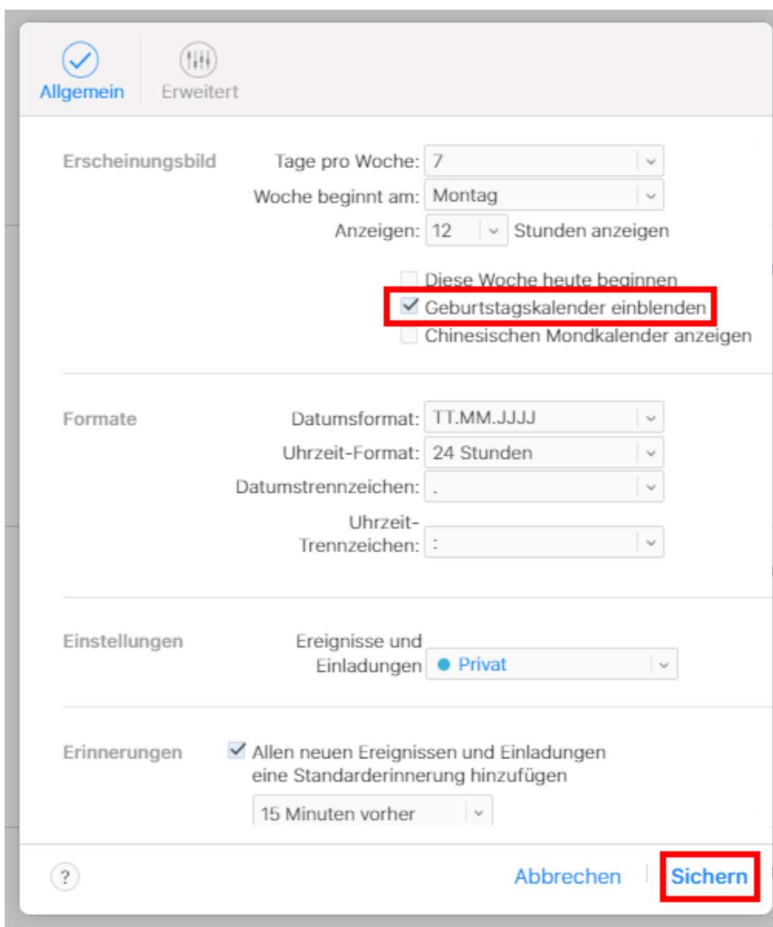 Allgemein Erweitert
Erscheinungsbild Tage pro Woche: 7
Woche beginnt am: Montag
Anzeigen: 12 Stunden anzeigen
Diese Woche heute beginnen
Geburtstagskalender einblenden
Chinesischen Mondkalender anzeigen
Formate Datumsformat: TT.MM.JJJJ
Uhrzeit-Format: 24 Stunden
Datumstrennzeichen: .
Uhrzeit-
Trennzeichen: :
Einstellungen Ereignisse und
Einladungen Privat
Erinnerungen Allen neuen Ereignissen und Einladungen
eine Standarderinnerung hinzufügen
15 Minuten vorher
? Abbrechen Sichern